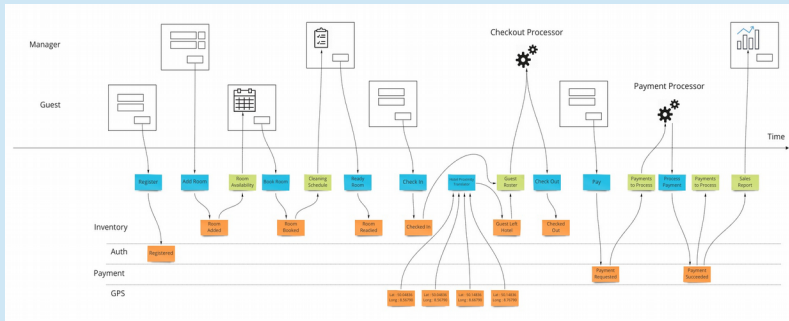 Manager
Checkout Processor
Guest
Payment Processor
Time
Register
Add Room
Room
Availability
Book Room
Cleaning
Schedule
Ready
Room
Check In
Guest
Roster
Check Out
Pay
Payments
to Process
Process
Payment
Payments
to Process
Sales
Report
Inventory
Room
Added
Room
Booked
Room
Readied
Checked In
Guest Left
Hotel
Checked
Out
Auth
Registered
Payment
Payment
Requested
Payment
Succeeded
GPS